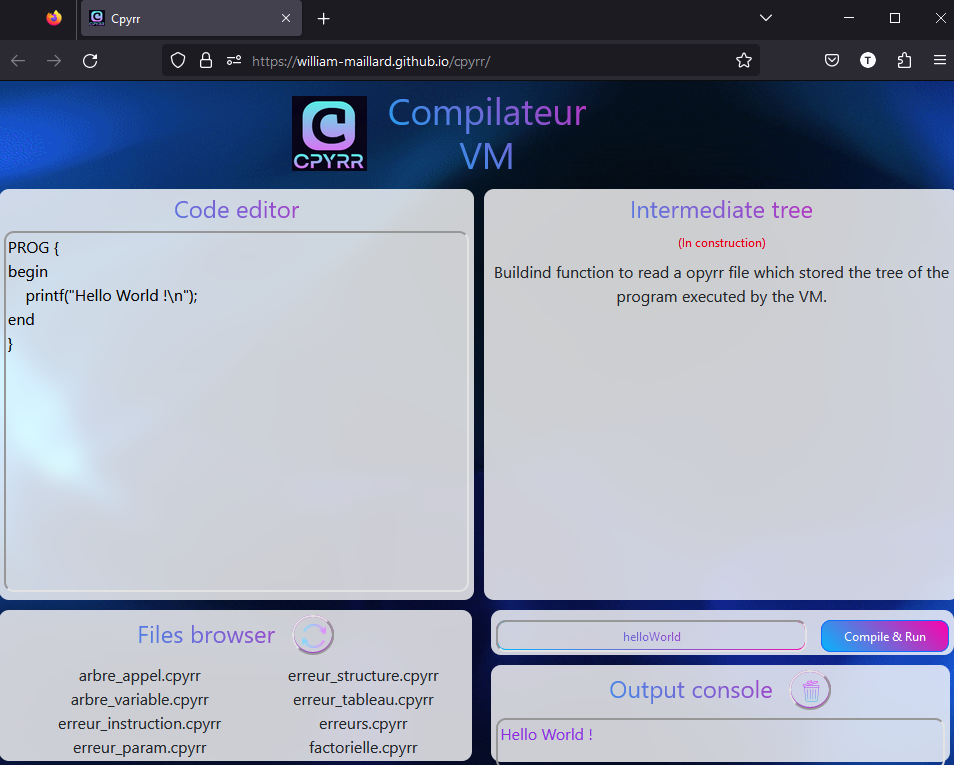 Cpyrr
https://william-maillard.github.io/cpyrr/
T
C
CPYRR
Compilateur
VM
Code editor
PROG {
begin
    printf("Hello World !\n");
end
}
Intermediate tree
(In construction)
Buildind function to read a opyrr file which stored the tree of the
program executed by the VM.
Files browser
arbre_appel.cpyrr
arbre_variable.cpyrr
erreur_instruction.cpyrr
erreur_param.cpyrr
erreur_structure.cpyrr
erreur_tableau.cpyrr
erreurs.cpyrr
factorielle.cpyrr
helloWorld
Compile & Run
Output console
Hello World !